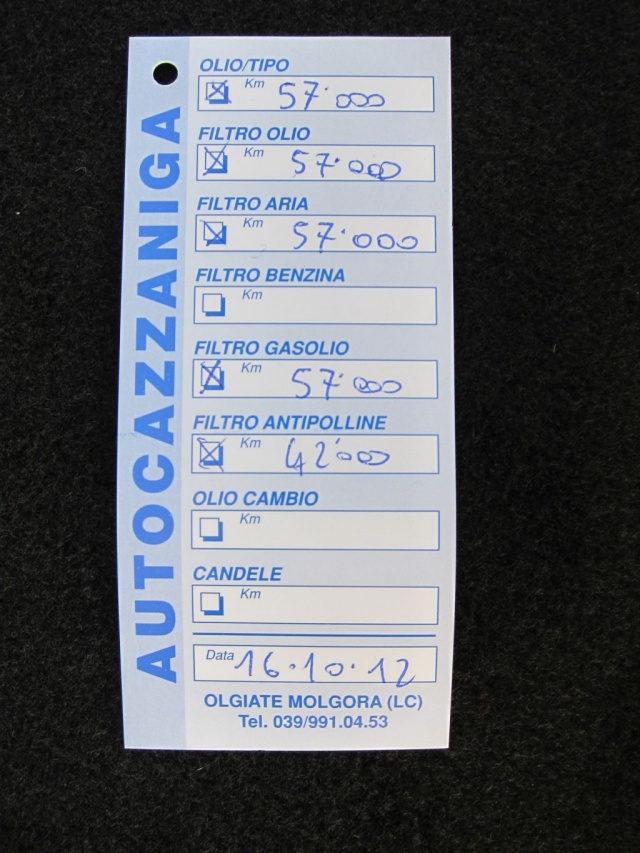 AUTOCAZZANIGA
OLIO/TIPO
Km 57'000
FILTRO OLIO
Km 57'000
FILTRO ARIA
Km 57'000
FILTRO BENZINA
Km
FILTRO GASOLIO
Km 57'000
FILTRO ANTIPOLLINE
Km 42'000
OLIO CAMBIO
Km
CANDELE
Km
Data 16.10.12
OLGIATE MOLGORA (LC)
Tel. 039/991.04.53